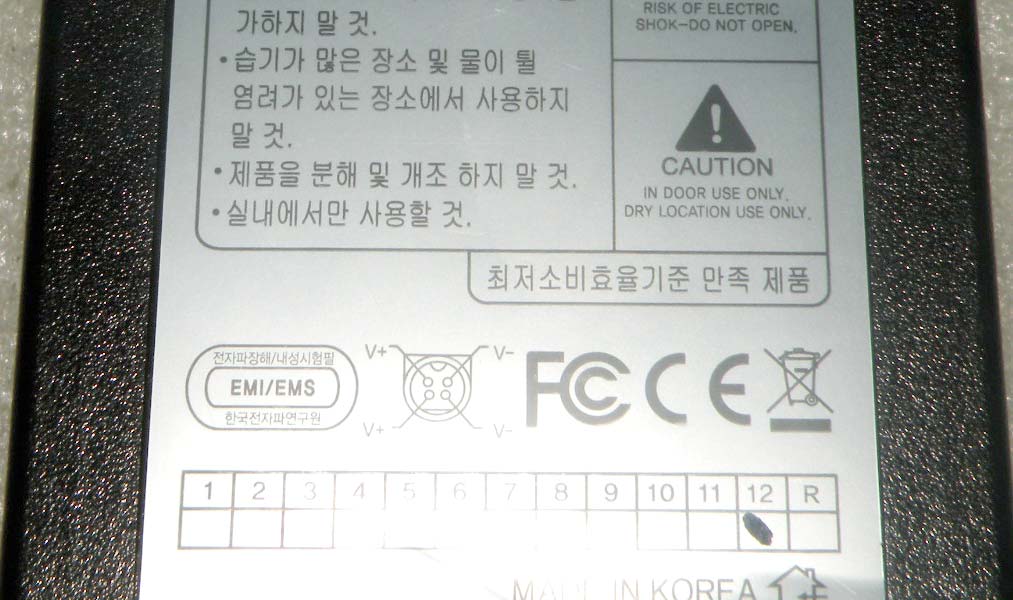 가하지 말 것.
• 습기가 많은 장소 및 물이 튈
염려가 있는 장소에서 사용하지
말 것.
• 제품을 분해 및 개조 하지 말 것.
• 실내에서만 사용할 것.
RISK OF ELECTRIC
SHOK-DO NOT OPEN.
CAUTION
IN DOOR USE ONLY.
DRY LOCATION USE ONLY.
최저소비효율기준 만족 제품
전자파장해/내성시험필
EMI/EMS
한국전자파연구원
V+ V-
V+ V-
FC CE
1 2 3 4 5 6 7 8 9 10 11 12 R
MADE IN KOREA